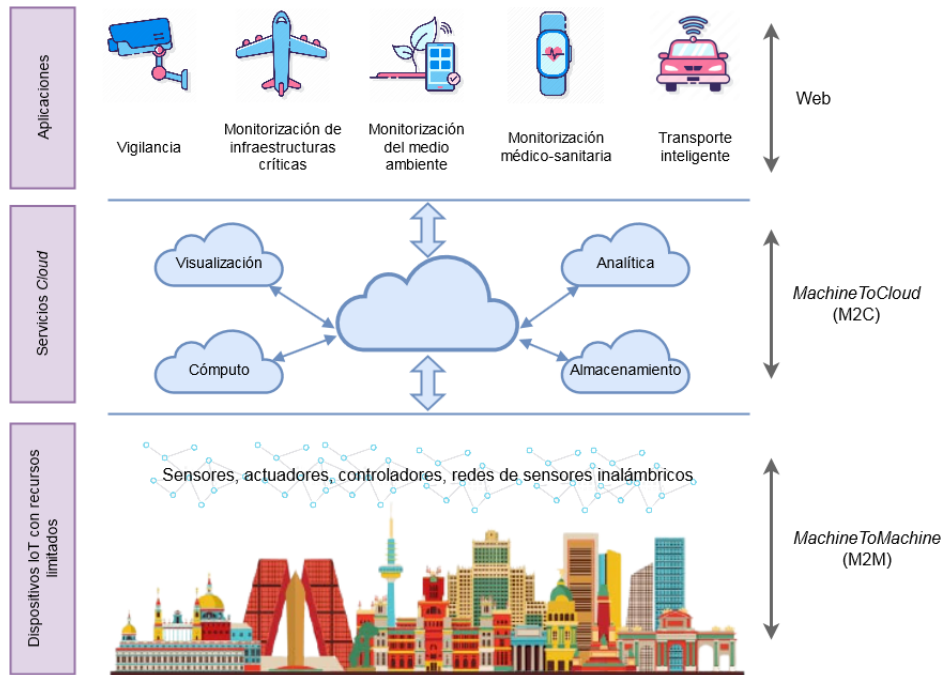 Aplicaciones
Vigilancia
Monitorización de
infraestructuras
críticas
Monitorización
del medio
ambiente
Monitorización
médico-sanitaria
Transporte
inteligente
Web
Servicios Cloud
Visualización
Analítica
Cómputo
Almacenamiento
MachineToCloud
(M2C)
Dispositivos IoT con recursos
limitados
Sensores, actuadores, controladores, redes de sensores inalámbricos
MachineToMachine
(M2M)